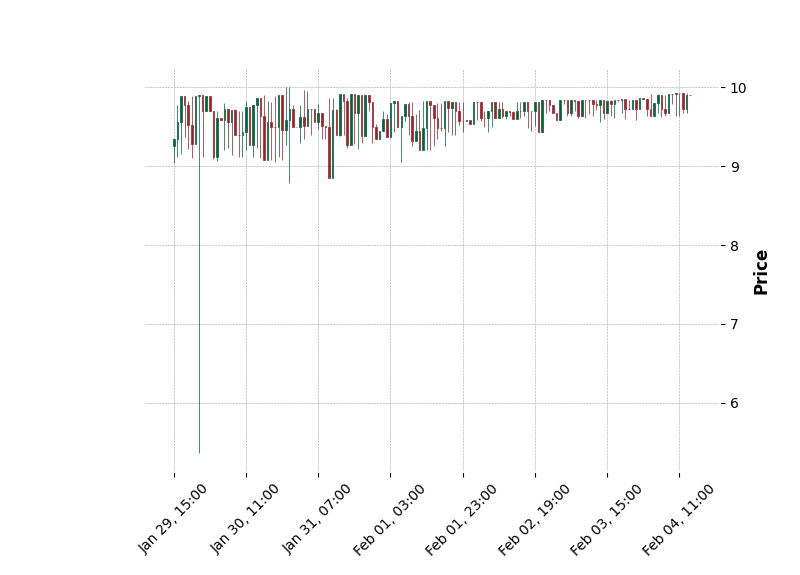 10
9
8
7
6
Price
Jan 29, 15:00
Jan 30, 11:00
Jan 31, 07:00
Feb 01, 03:00
Feb 01, 23:00
Feb 02, 19:00
Feb 03, 15:00
Feb 04, 11:00